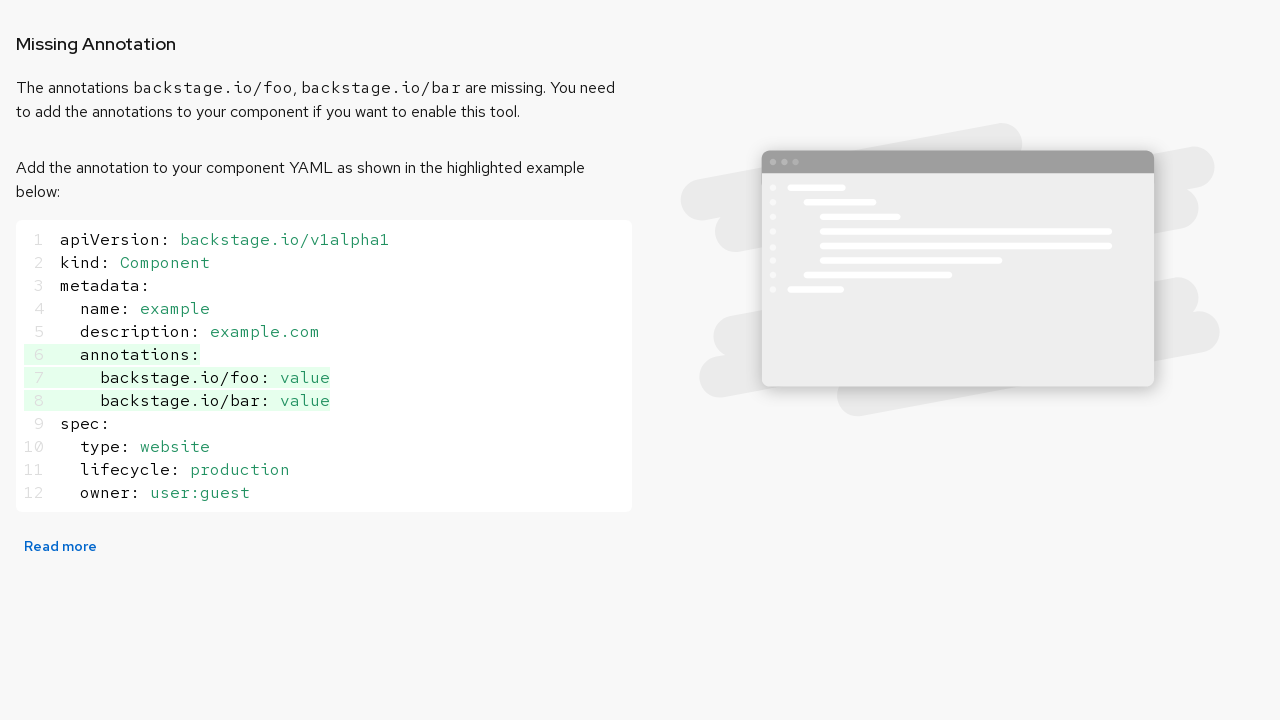 Missing Annotation
The annotations backstage.io/foo, backstage.io/bar are missing. You need
to add the annotations to your component if you want to enable this tool.
Add the annotation to your component YAML as shown in the highlighted example
below:
1 apiVersion: backstage.io/v1alpha1
2 kind: Component
3 metadata:
4   name: example
5   description: example.com
6   annotations:
7     backstage.io/foo: value
8     backstage.io/bar: value
9 spec:
10   type: website
11   lifecycle: production
12   owner: user:guest
Read more